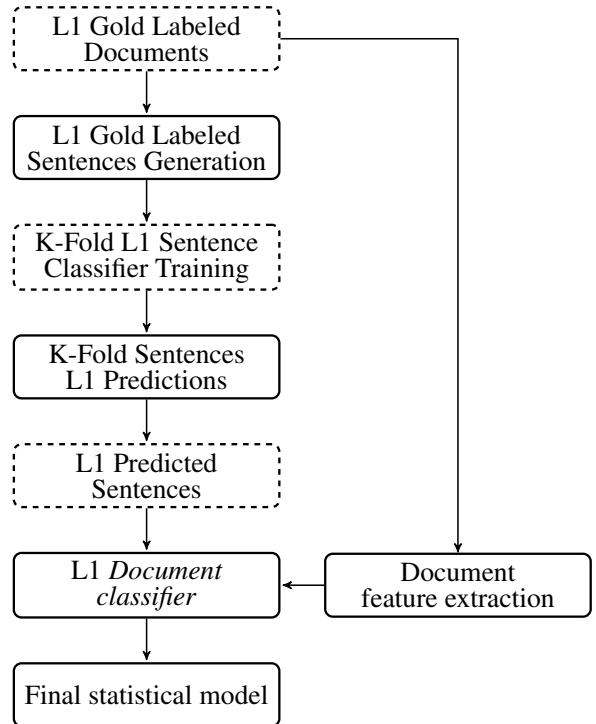 L1 Gold Labeled
Documents
L1 Gold Labeled
Sentences Generation
K-Fold L1 Sentence
Classifier Training
K-Fold Sentences
L1 Predictions
L1 Predicted
Sentences
L1 Document
classifier
Document
feature extraction
Final statistical model